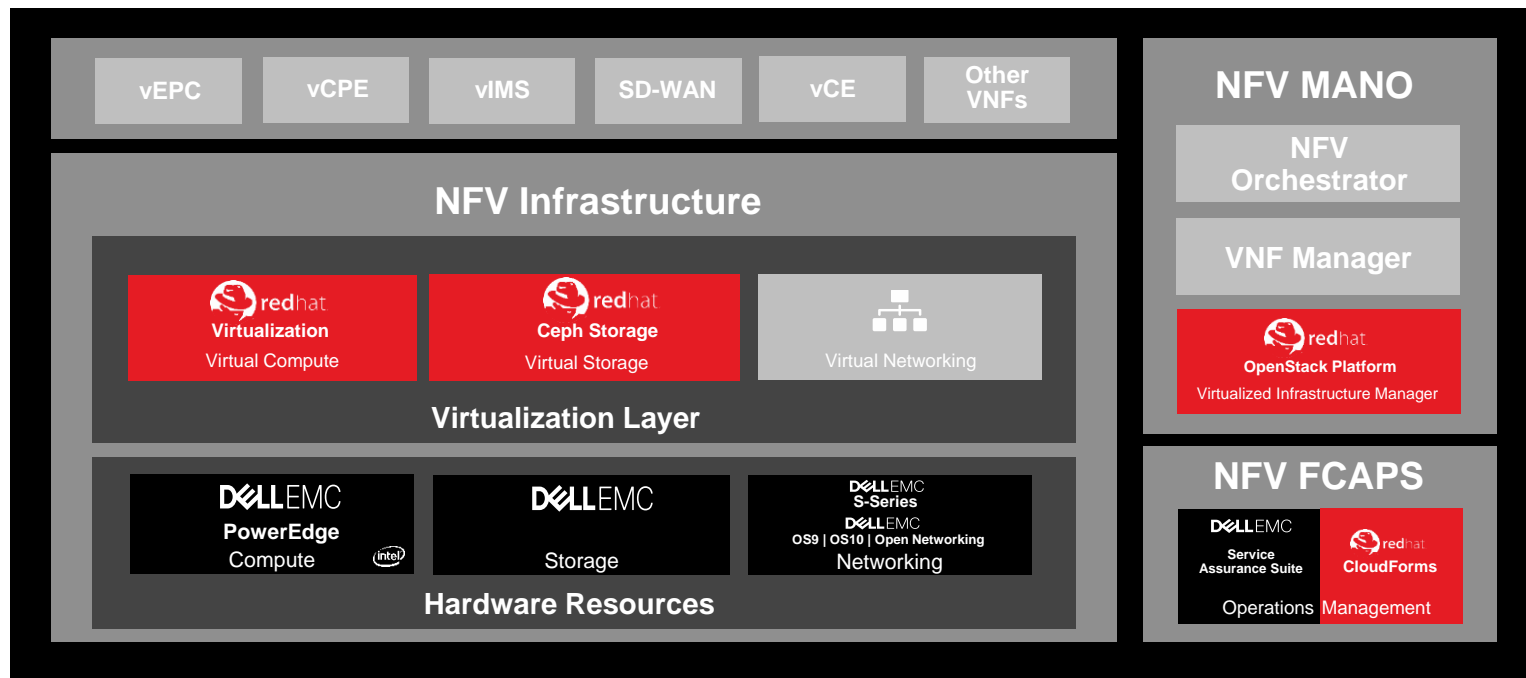 vEPC
vCPE
vIMS
SD-WAN
vCE
Other
VNFs
NFV Infrastructure
redhat
Virtualization
Virtual Compute
redhat
Ceph Storage
Virtual Storage
Virtual Networking
Virtualization Layer
DELLEMC
PowerEdge
Compute
intel
DELLEMC
Storage
DELLEMC
S-Series
DELLEMC
OS9 | OS10 | Open Networking
Networking
Hardware Resources
NFV MANO
NFV
Orchestrator
VNF Manager
redhat
OpenStack Platform
Virtualized Infrastructure Manager
NFV FCAPS
DELLEMC
Service
Assurance Suite
redhat
CloudForms
Operations Management